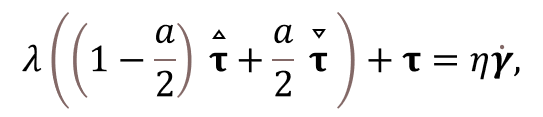 λ((1 − a/2) τ̂ + a/2 τ̌) + τ = ηγ̇,